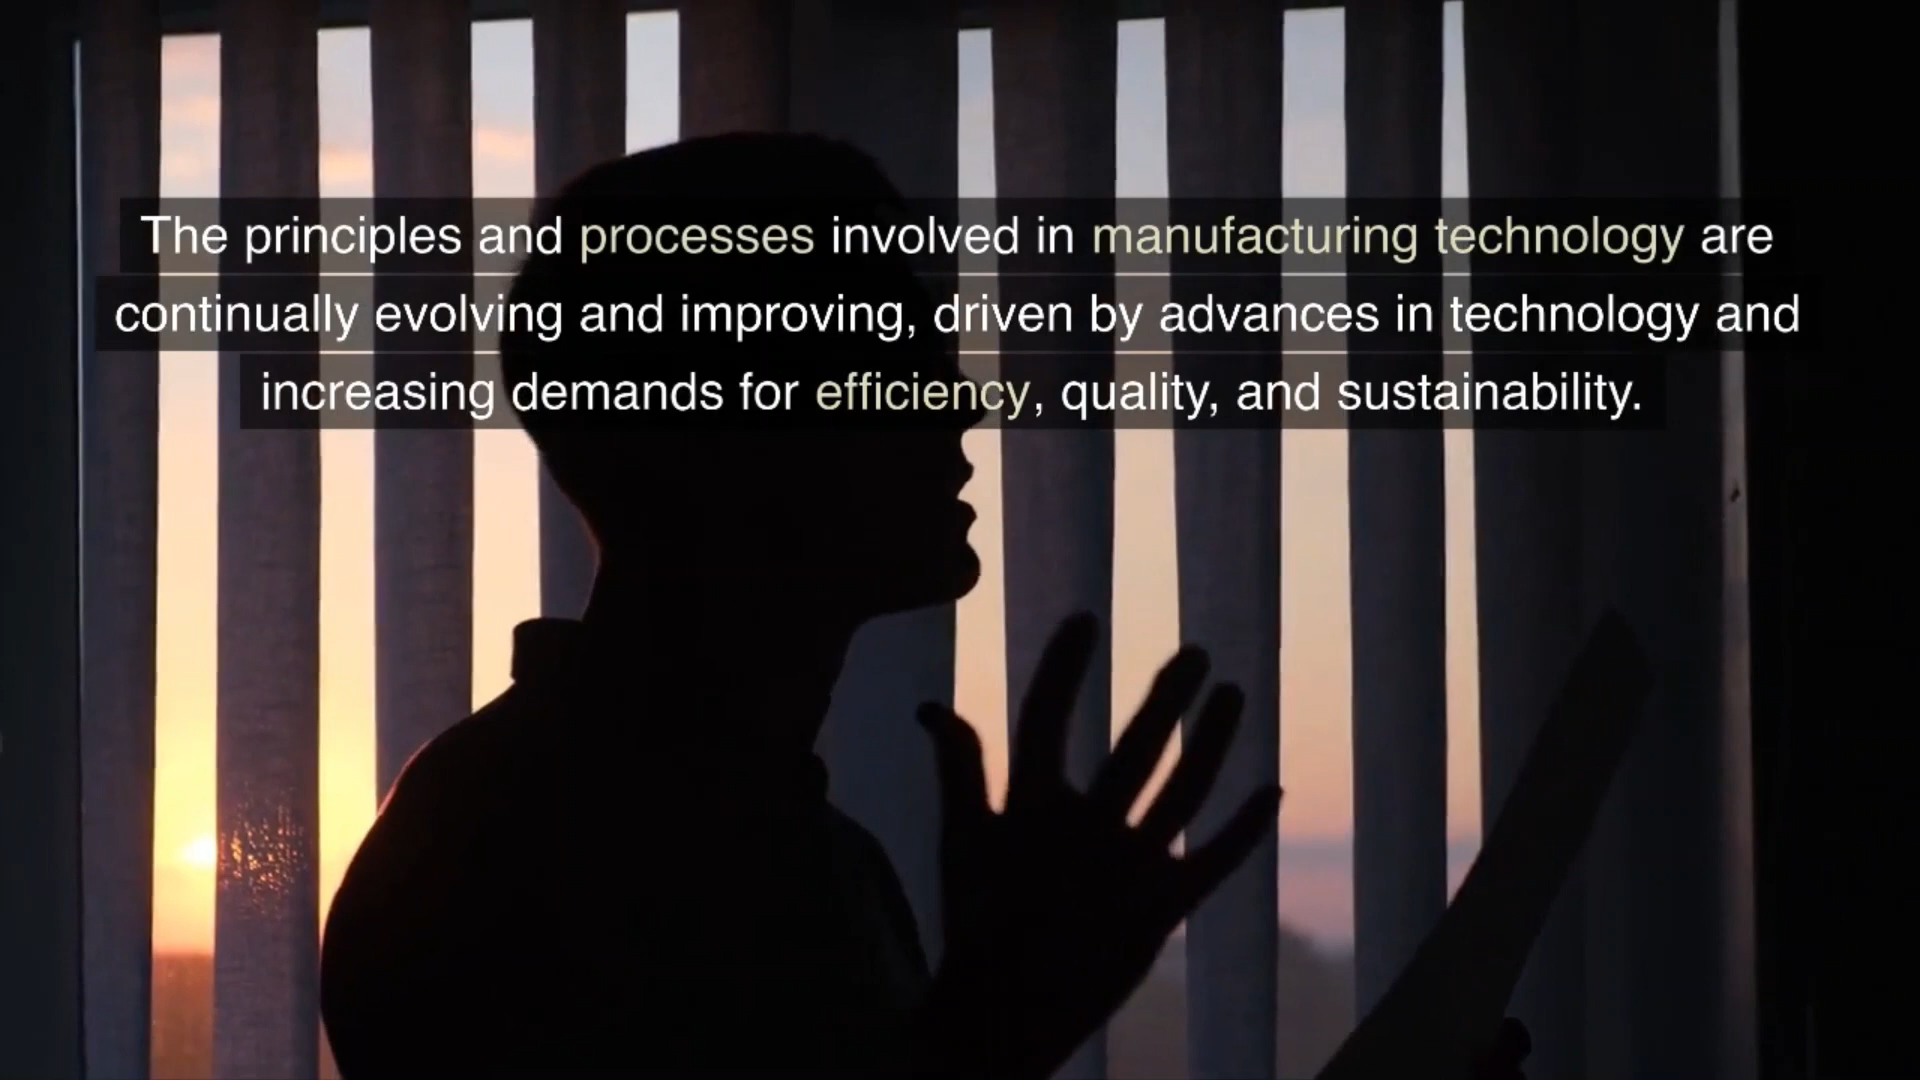 The principles and processes involved in manufacturing technology are
continually evolving and improving, driven by advances in technology and
increasing demands for efficiency, quality, and sustainability.